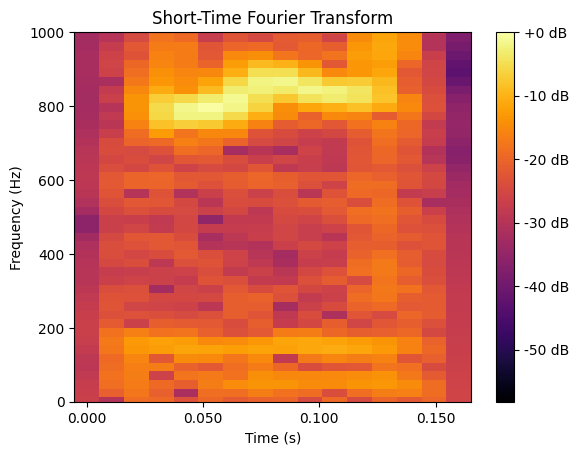 Short-Time Fourier Transform
Frequency (Hz)
1000
800
600
400
200
0
0.000
0.050
0.100
0.150
Time (s)
+0 dB
-10 dB
-20 dB
-30 dB
-40 dB
-50 dB